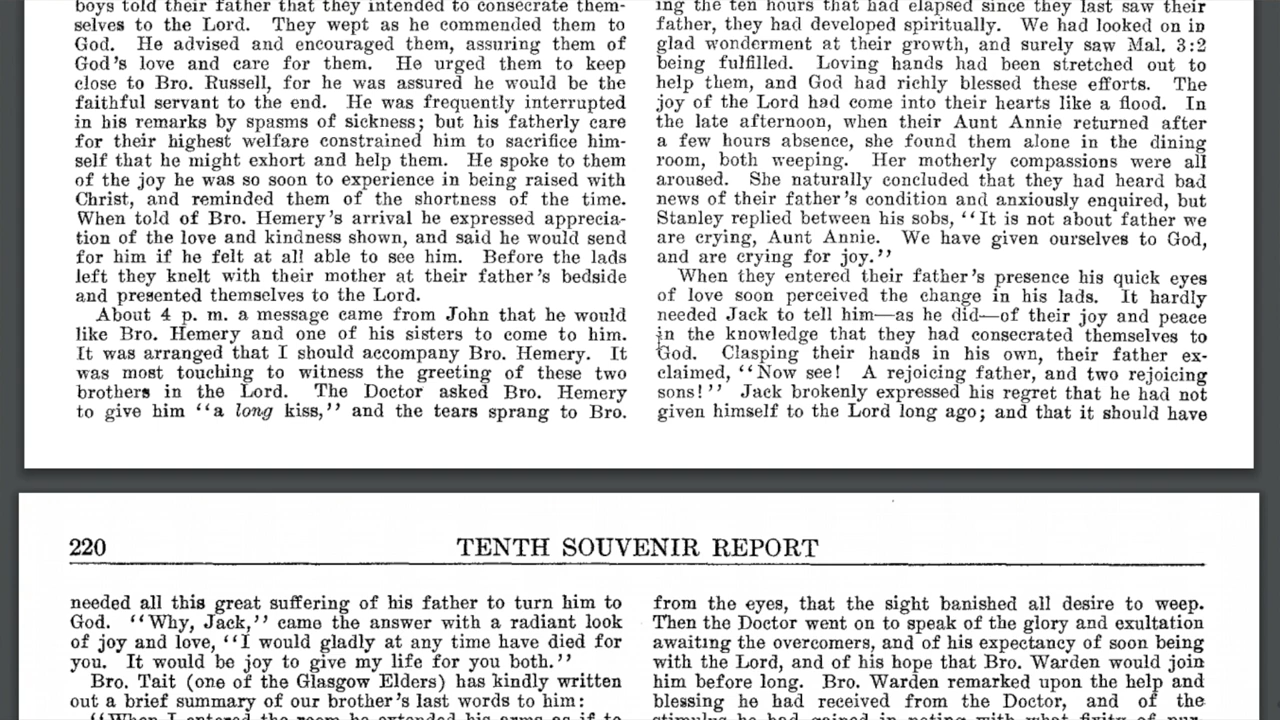 boys told their father that they intended to consecrate them-
selves to the Lord. They wept as he commended them to
God. He advised and encouraged them, assuring them of
God's love and care for them. He urged them to keep
close to Bro. Russell, for he was assured he would be the
faithful servant to the end. He was frequently interrupted
in his remarks by spasms of sickness; but his fatherly care
for their highest welfare constrained him to sacrifice him-
self that he might exhort and help them. He spoke to them
of the joy he was so soon to experience in being raised with
Christ, and reminded them of the shortness of the time.
When told of Bro. Hemery's arrival he expressed apprecia-
tion of the love and kindness shown, and said he would send
for him if he felt at all able to see him. Before the lads
left they knelt with their mother at their father's bedside
and presented themselves to the Lord.
About 4 p. m. a message came from John that he would
like Bro. Hemery and one of his sisters to come to him.
It was arranged that I should accompany Bro. Hemery. It
was most touching to witness the greeting of these two
brothers in the Lord. The Doctor asked Bro. Hemery
to give him "a long kiss," and the tears sprang to Bro.
ing the ten hours that had elapsed since they last saw their
father, they had developed spiritually. We had looked on in
glad wonderment at their growth, and surely saw Mal. 3:2
being fulfilled. Loving hands had been stretched out to
help them, and God had richly blessed these efforts. The
joy of the Lord had come into their hearts like a flood. In
the late afternoon, when their Aunt Annie returned after
a few hours absence, she found them alone in the dining
room, both weeping. Her motherly compassions were all
aroused. She naturally concluded that they had heard bad
news of their father's condition and anxiously enquired, but
Stanley replied between his sobs, "It is not about father we
are crying, Aunt Annie. We have given ourselves to God,
and are crying for joy."
When they entered their father's presence his quick eyes
of love soon perceived the change in his lads. It hardly
needed Jack to tell him—as he did—of their joy and peace
in the knowledge that they had consecrated themselves to
God. Clasping their hands in his own, their father ex-
claimed, "Now see! A rejoicing father, and two rejoicing
sons!" Jack brokenly expressed his regret that he had not
given himself to the Lord long ago; and that it should have
220 TENTH SOUVENIR REPORT
needed all this great suffering of his father to turn him to
God. "Why, Jack," came the answer with a radiant look
of joy and love, "I would gladly at any time have died for
you. It would be joy to give my life for you both."
Bro. Tait (one of the Glasgow Elders) has kindly written
out a brief summary of our brother's last words to him:
"When I entered the room he extended his arms as if to
from the eyes, that the sight banished all desire to weep.
Then the Doctor went on to speak of the glory and exultation
awaiting the overcomers, and of his expectancy of soon being
with the Lord, and of his hope that Bro. Warden would join
him before long. Bro. Warden remarked upon the help and
blessing he had received from the Doctor, and of the
stimulus he had gained in noting with what fixity of pur-